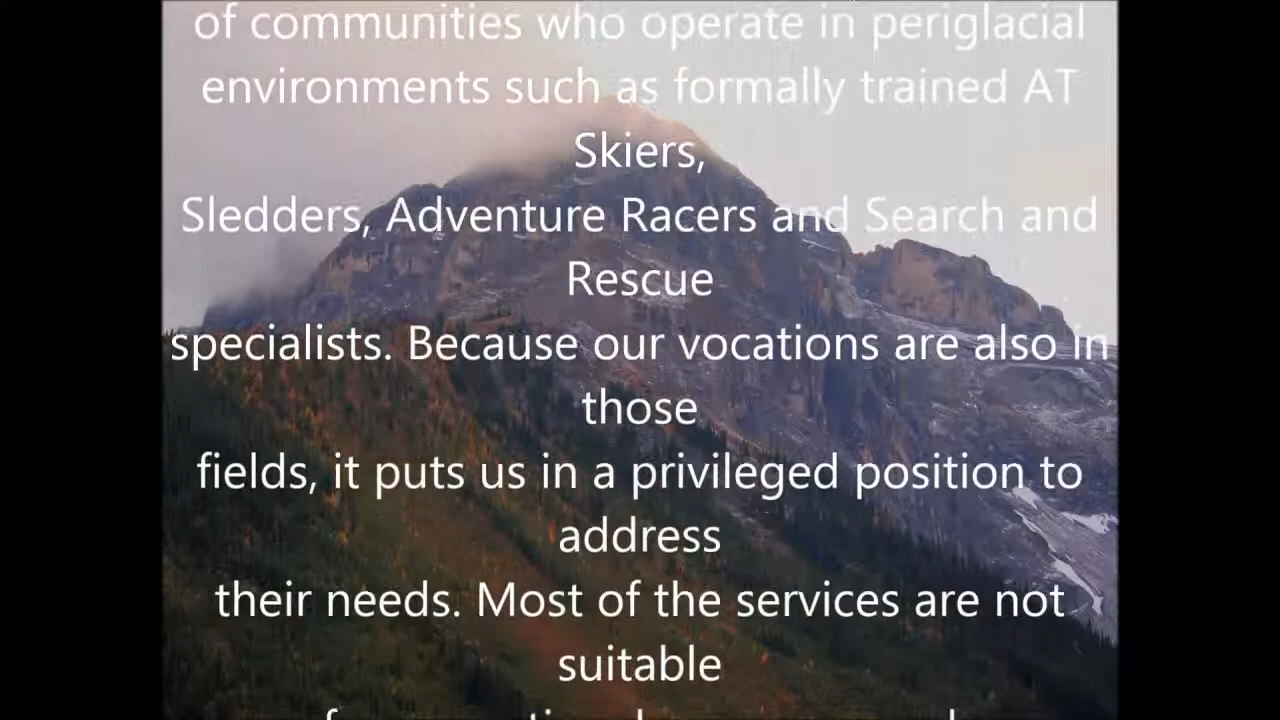 of communities who operate in periglacial
environments such as formally trained AT
Skiers,
Sledders, Adventure Racers and Search and
Rescue
specialists. Because our vocations are also in
those
fields, it puts us in a privileged position to
address
their needs. Most of the services are not
suitable